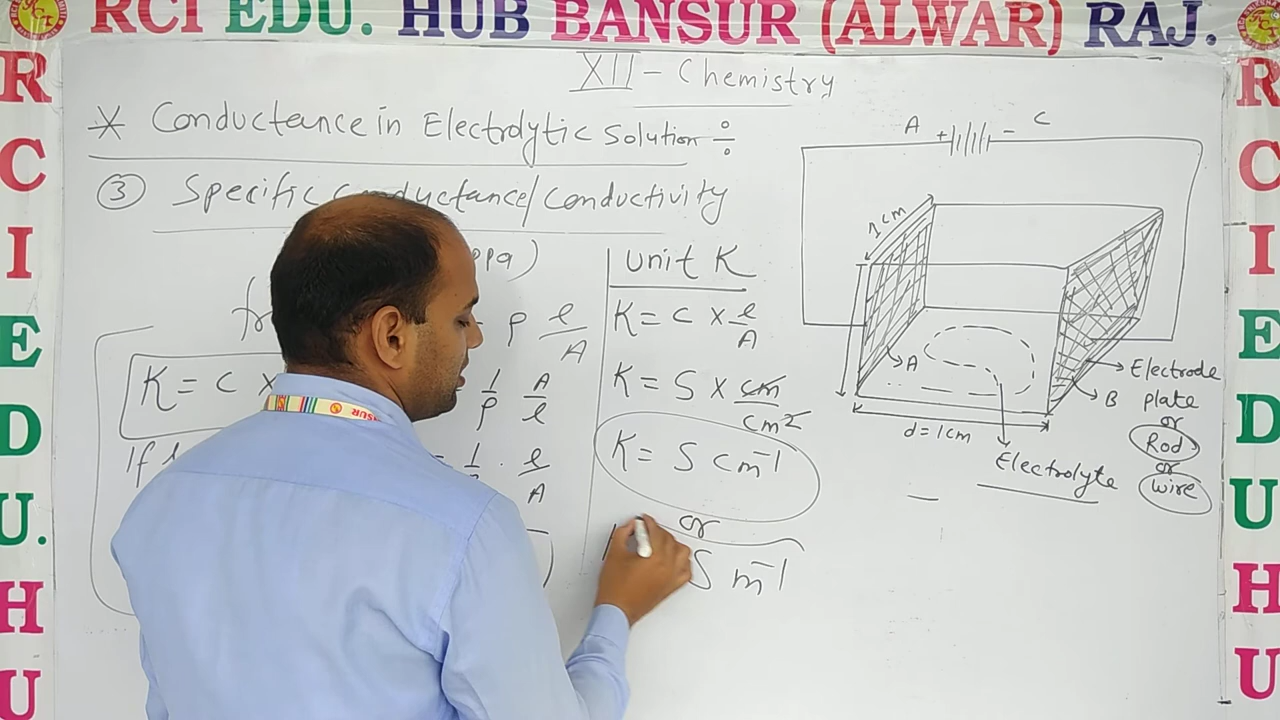 RCI EDU. HUB BANSUR (ALWAR) RAJ.
R
C
I
E
D
U.
H
U
R
C
I
E
D
U
H
U
XII - Chemistry
* Conductance in Electrolytic Solution ÷
③ Specific Conductance/Conductivity
ppa)
ρ l/A
K = C ×
1/ρ A/l
If
l/A
unit K
K = C × l/A
K = S × cm/cm²
K = S cm⁻¹
or
S m⁻¹
A + - C
1 cm
A
B
Electrode
plate
or
Rod
or
wire
d = 1cm
Electrolyte